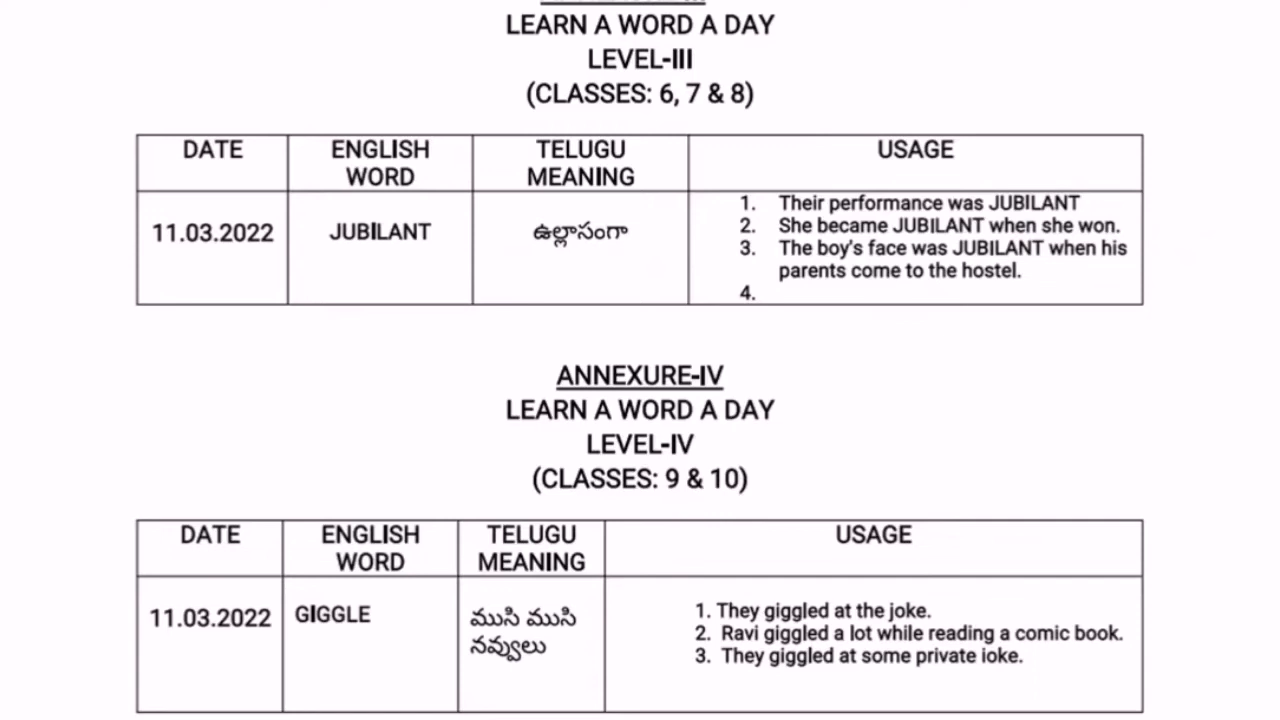 LEARN A WORD A DAY
LEVEL-III
(CLASSES: 6, 7 & 8)
DATE ENGLISH WORD TELUGU MEANING USAGE
11.03.2022 JUBILANT ఉల్లాసంగా
1. Their performance was JUBILANT
2. She became JUBILANT when she won.
3. The boy's face was JUBILANT when his
parents come to the hostel.
4.
ANNEXURE-IV
LEARN A WORD A DAY
LEVEL-IV
(CLASSES: 9 & 10)
DATE ENGLISH WORD TELUGU MEANING USAGE
11.03.2022 GIGGLE ముసి ముసి
నవ్వులు
1. They giggled at the joke.
2. Ravi giggled a lot while reading a comic book.
3. They giggled at some private joke.